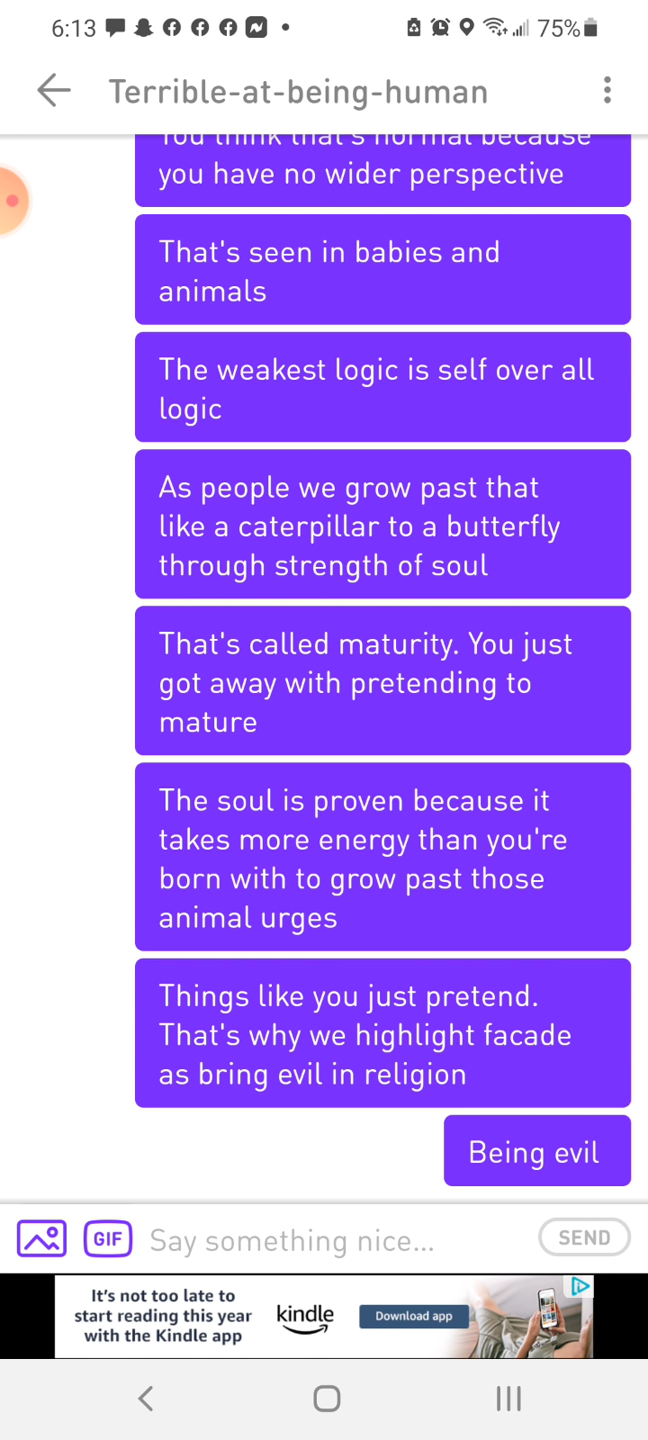 6:13
75%
Terrible-at-being-human
You think that's normal because
you have no wider perspective
That's seen in babies and
animals
The weakest logic is self over all
logic
As people we grow past that
like a caterpillar to a butterfly
through strength of soul
That's called maturity. You just
got away with pretending to
mature
The soul is proven because it
takes more energy than you're
born with to grow past those
animal urges
Things like you just pretend.
That's why we highlight facade
as bring evil in religion
Being evil
GIF
Say something nice...
SEND
It's not too late to
start reading this year
with the Kindle app
kindle
Download app